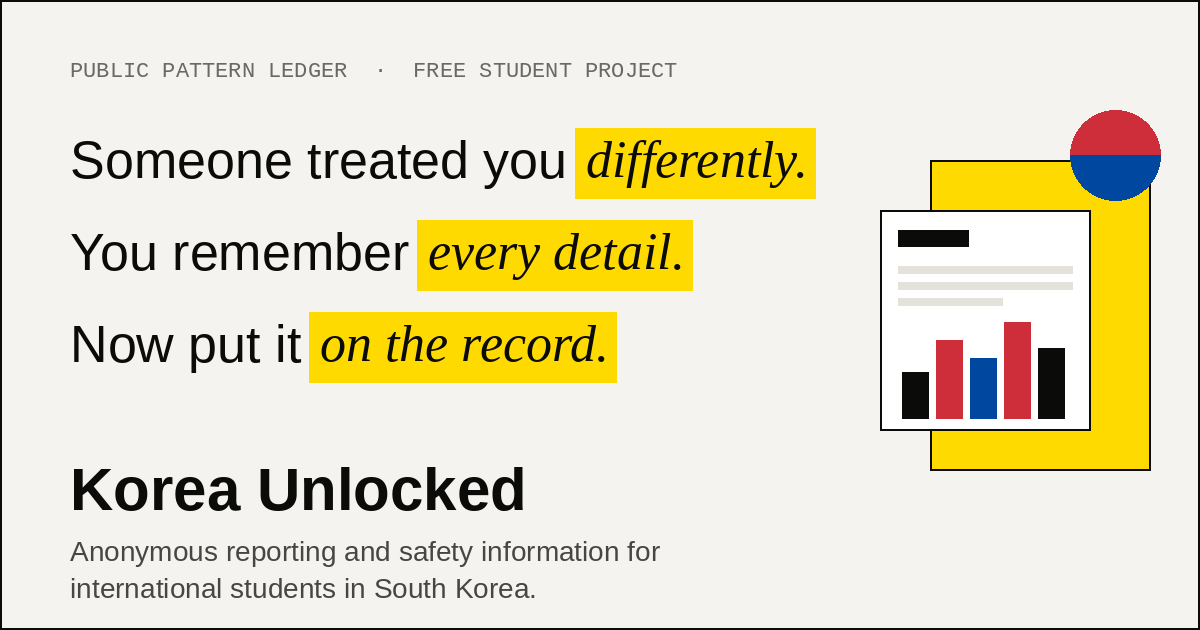 PUBLIC PATTERN LEDGER · FREE STUDENT PROJECT
Someone treated you differently.
You remember every detail.
Now put it on the record.
Korea Unlocked
Anonymous reporting and safety information for
international students in South Korea.